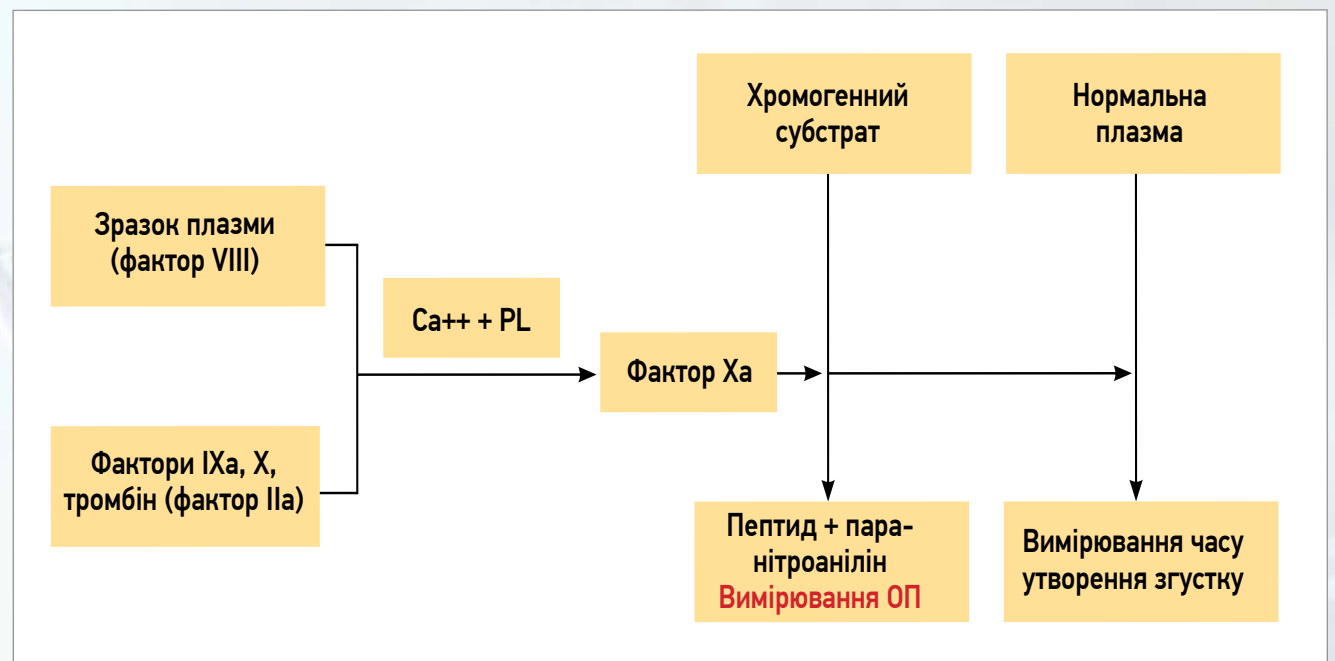 Хромогенний
субстрат
Нормальна
плазма
Зразок плазми
(фактор VIII)
Ca++ + PL
Фактор Ха
Фактори IXa, X,
тромбін (фактор IIa)
Пептид + пара-
нітроанілін
Вимірювання ОП
Вимірювання часу
утворення згустку